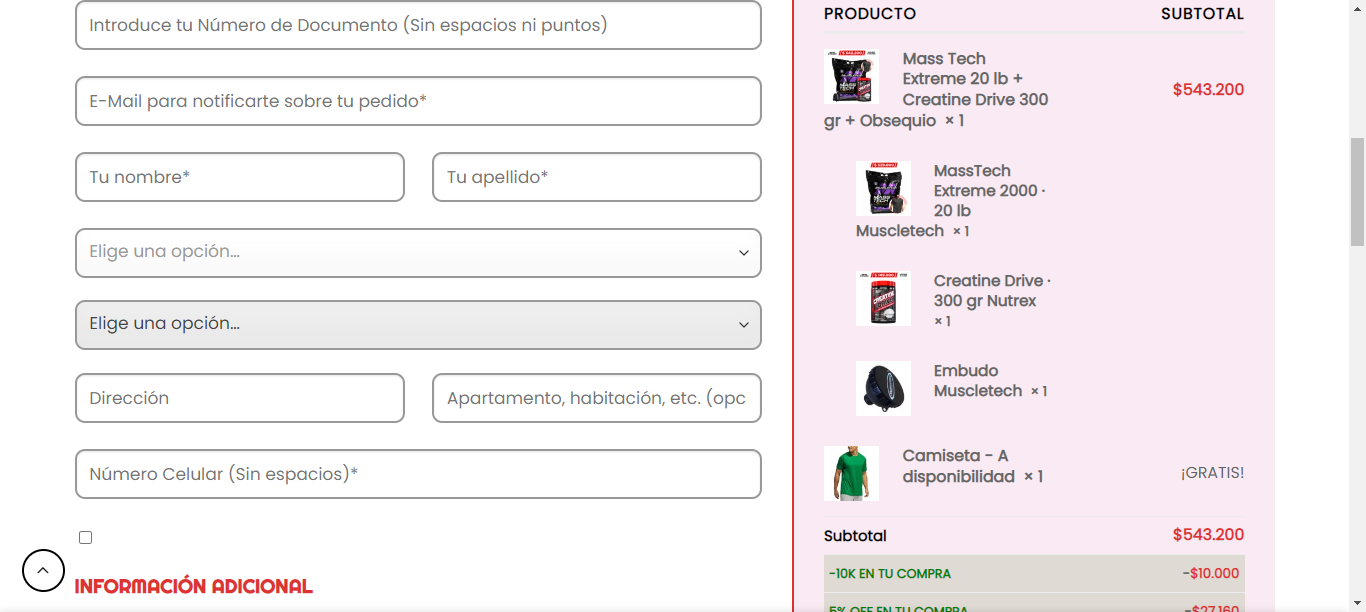 Introduce tu Número de Documento (Sin espacios ni puntos)
E-Mail para notificarte sobre tu pedido*
Tu nombre*
Tu apellido*
Elige una opción...
Elige una opción...
Dirección
Apartamento, habitación, etc. (opc
Número Celular (Sin espacios)*
INFORMACIÓN ADICIONAL
PRODUCTO SUBTOTAL
Mass Tech
Extreme 20 lb +
Creatine Drive 300
gr + Obsequio × 1
$543.200
MassTech
Extreme 2000 ·
20 lb
Muscletech × 1
Creatine Drive ·
300 gr Nutrex
× 1
Embudo
Muscletech × 1
Camiseta - A
disponibilidad × 1
¡GRATIS!
Subtotal $543.200
-10K EN TU COMPRA -$10.000
5% OFF EN TU COMPRA -$27.160